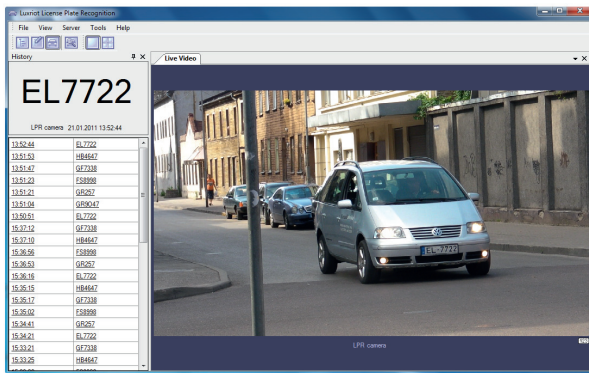 Luxriot License Plate Recognition
File View Server Tools Help
History
Live Video
EL7722
LPR camera 21.01.2011 13:52:44
13:52:44 EL7722
13:51:53 HB4647
13:51:47 GF7338
13:51:23 FS8998
13:51:21 GR257
13:51:04 GR9O47
13:50:51 EL7722
15:37:12 GF7338
15:37:10 HB4647
15:36:56 FS8998
15:36:53 GR257
15:36:16 EL7722
15:35:15 HB4647
15:35:17 GF7338
15:35:02 FS8998
15:34:41 GR257
15:34:21 EL7722
15:33:21 GF7338
15:33:25 HB4647
EL-7722
LPR camera